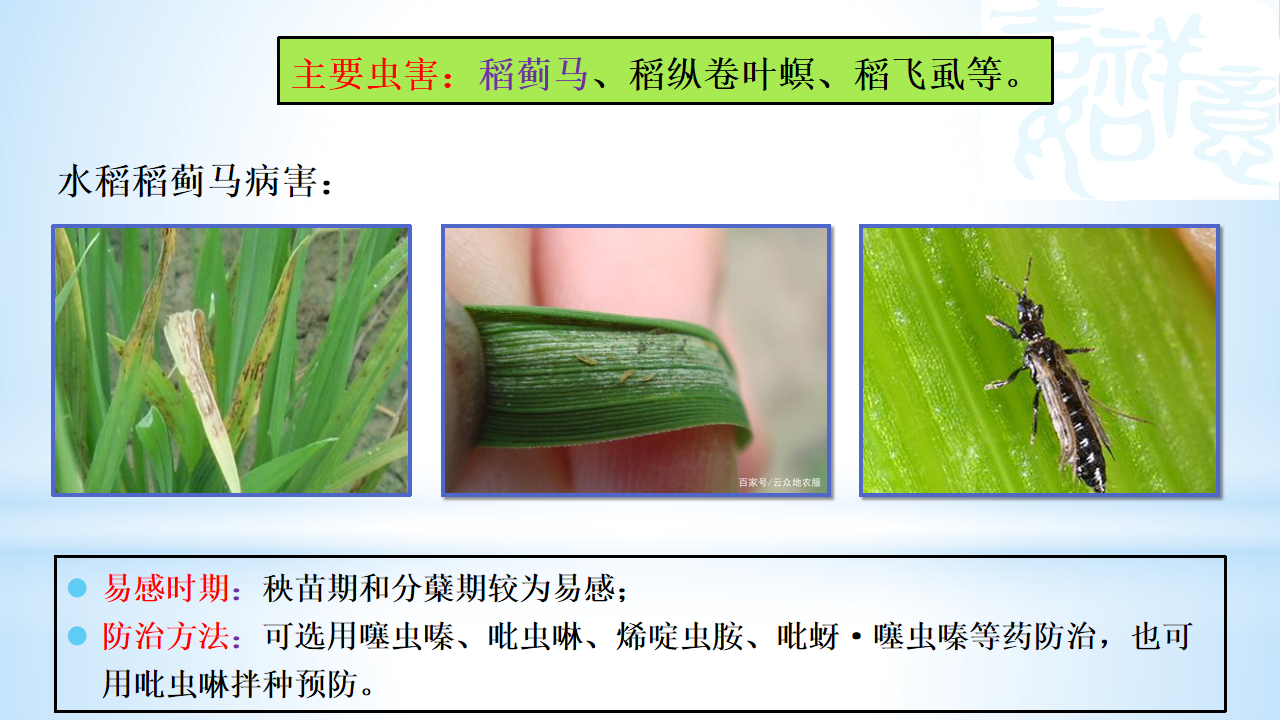 主要虫害：稻蓟马、稻纵卷叶螟、稻飞虱等。
水稻稻蓟马病害：
百家号/云众地农服
易感时期：秧苗期和分蘖期较为易感；
防治方法：可选用噻虫嗪、吡虫啉、烯啶虫胺、吡蚜·噻虫嗪等药防治，也可
用吡虫啉拌种预防。
吉祥如意